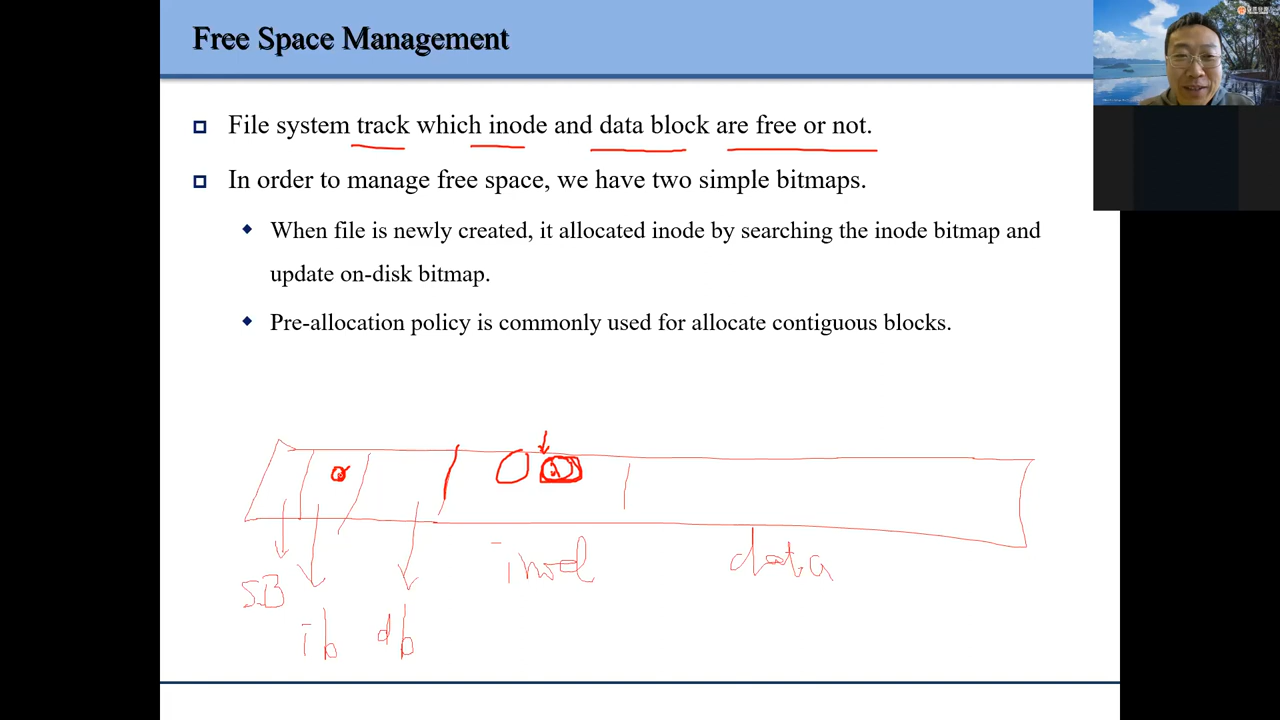 Free Space Management
File system track which inode and data block are free or not.
In order to manage free space, we have two simple bitmaps.
When file is newly created, it allocated inode by searching the inode bitmap and
update on-disk bitmap.
Pre-allocation policy is commonly used for allocate contiguous blocks.
inod data
SB
ib db